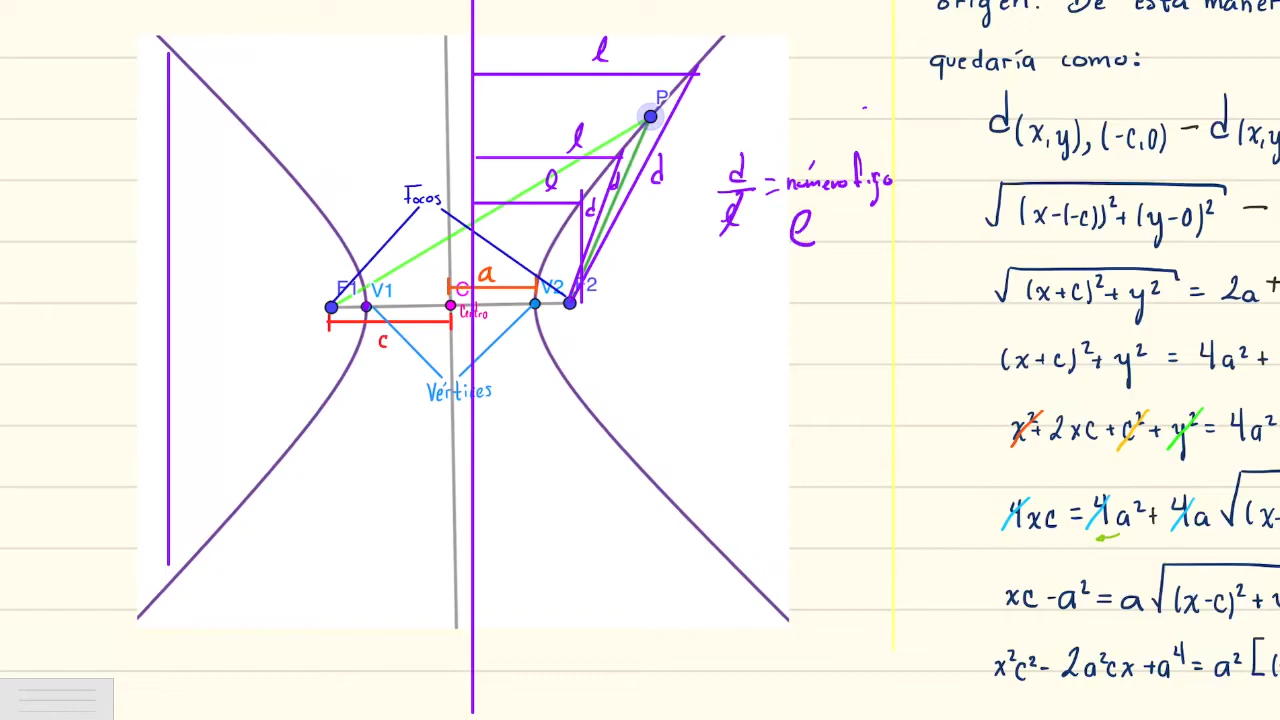 origen. De esta maner
quedaría como:
d(x,y),(-c,0) - d(x,y
√(x-(-c))²+(y-0)² -
√(x+c)²+y² = 2a +
(x+c)²+y² = 4a² +
x²+2xc+c²+y² = 4a²
4xc = 4a²+4a√(x-
xc-a² = a√(x-c)²+
x²c²-2a²cx+a⁴ = a² [(
l
P
l
d
d
l
d
d/l = número fijo
e
Focos
a
F1
V1
C
V2
F2
Centro
c
Vértices